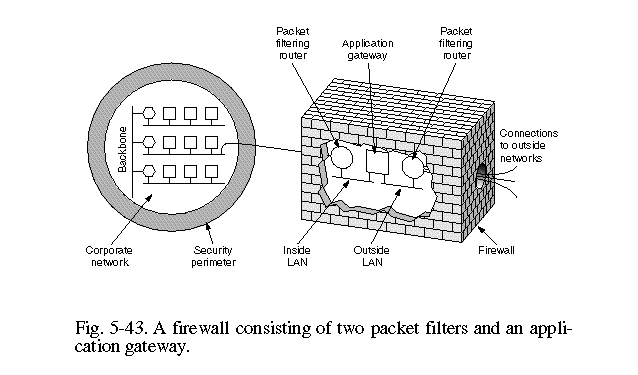 Packet
filtering
router
Application
gateway
Packet
filtering
router
Backbone
Connections
to outside
networks
Corporate
network
Security
perimeter
Inside
LAN
Outside
LAN
Firewall
Fig. 5-43. A firewall consisting of two packet filters and an appli-
cation gateway.